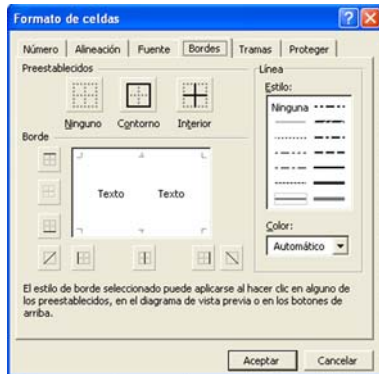 Formato de celdas
Número Alineación Fuente Bordes Tramas Proteger
Preestablecidos
Ninguno Contorno Interior
Borde
Texto Texto
Línea
Estilo:
Ninguna
Color:
Automático
El estilo de borde seleccionado puede aplicarse al hacer clic en alguno de
los preestablecidos, en el diagrama de vista previa o en los botones de
arriba.
Aceptar Cancelar